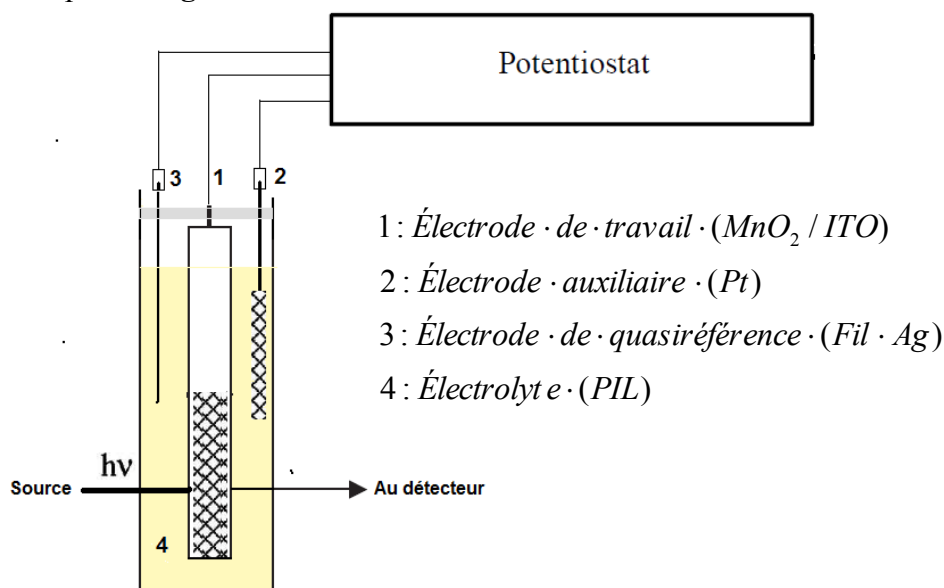 Potentiostat
3 1 2
1 : Électrode · de · travail · (MnO₂ / ITO)
2 : Électrode · auxiliaire · (Pt)
3 : Électrode · de · quasiréférence · (Fil · Ag)
4 : Électrolyt e · (PIL)
hν
Source
Au détecteur
4